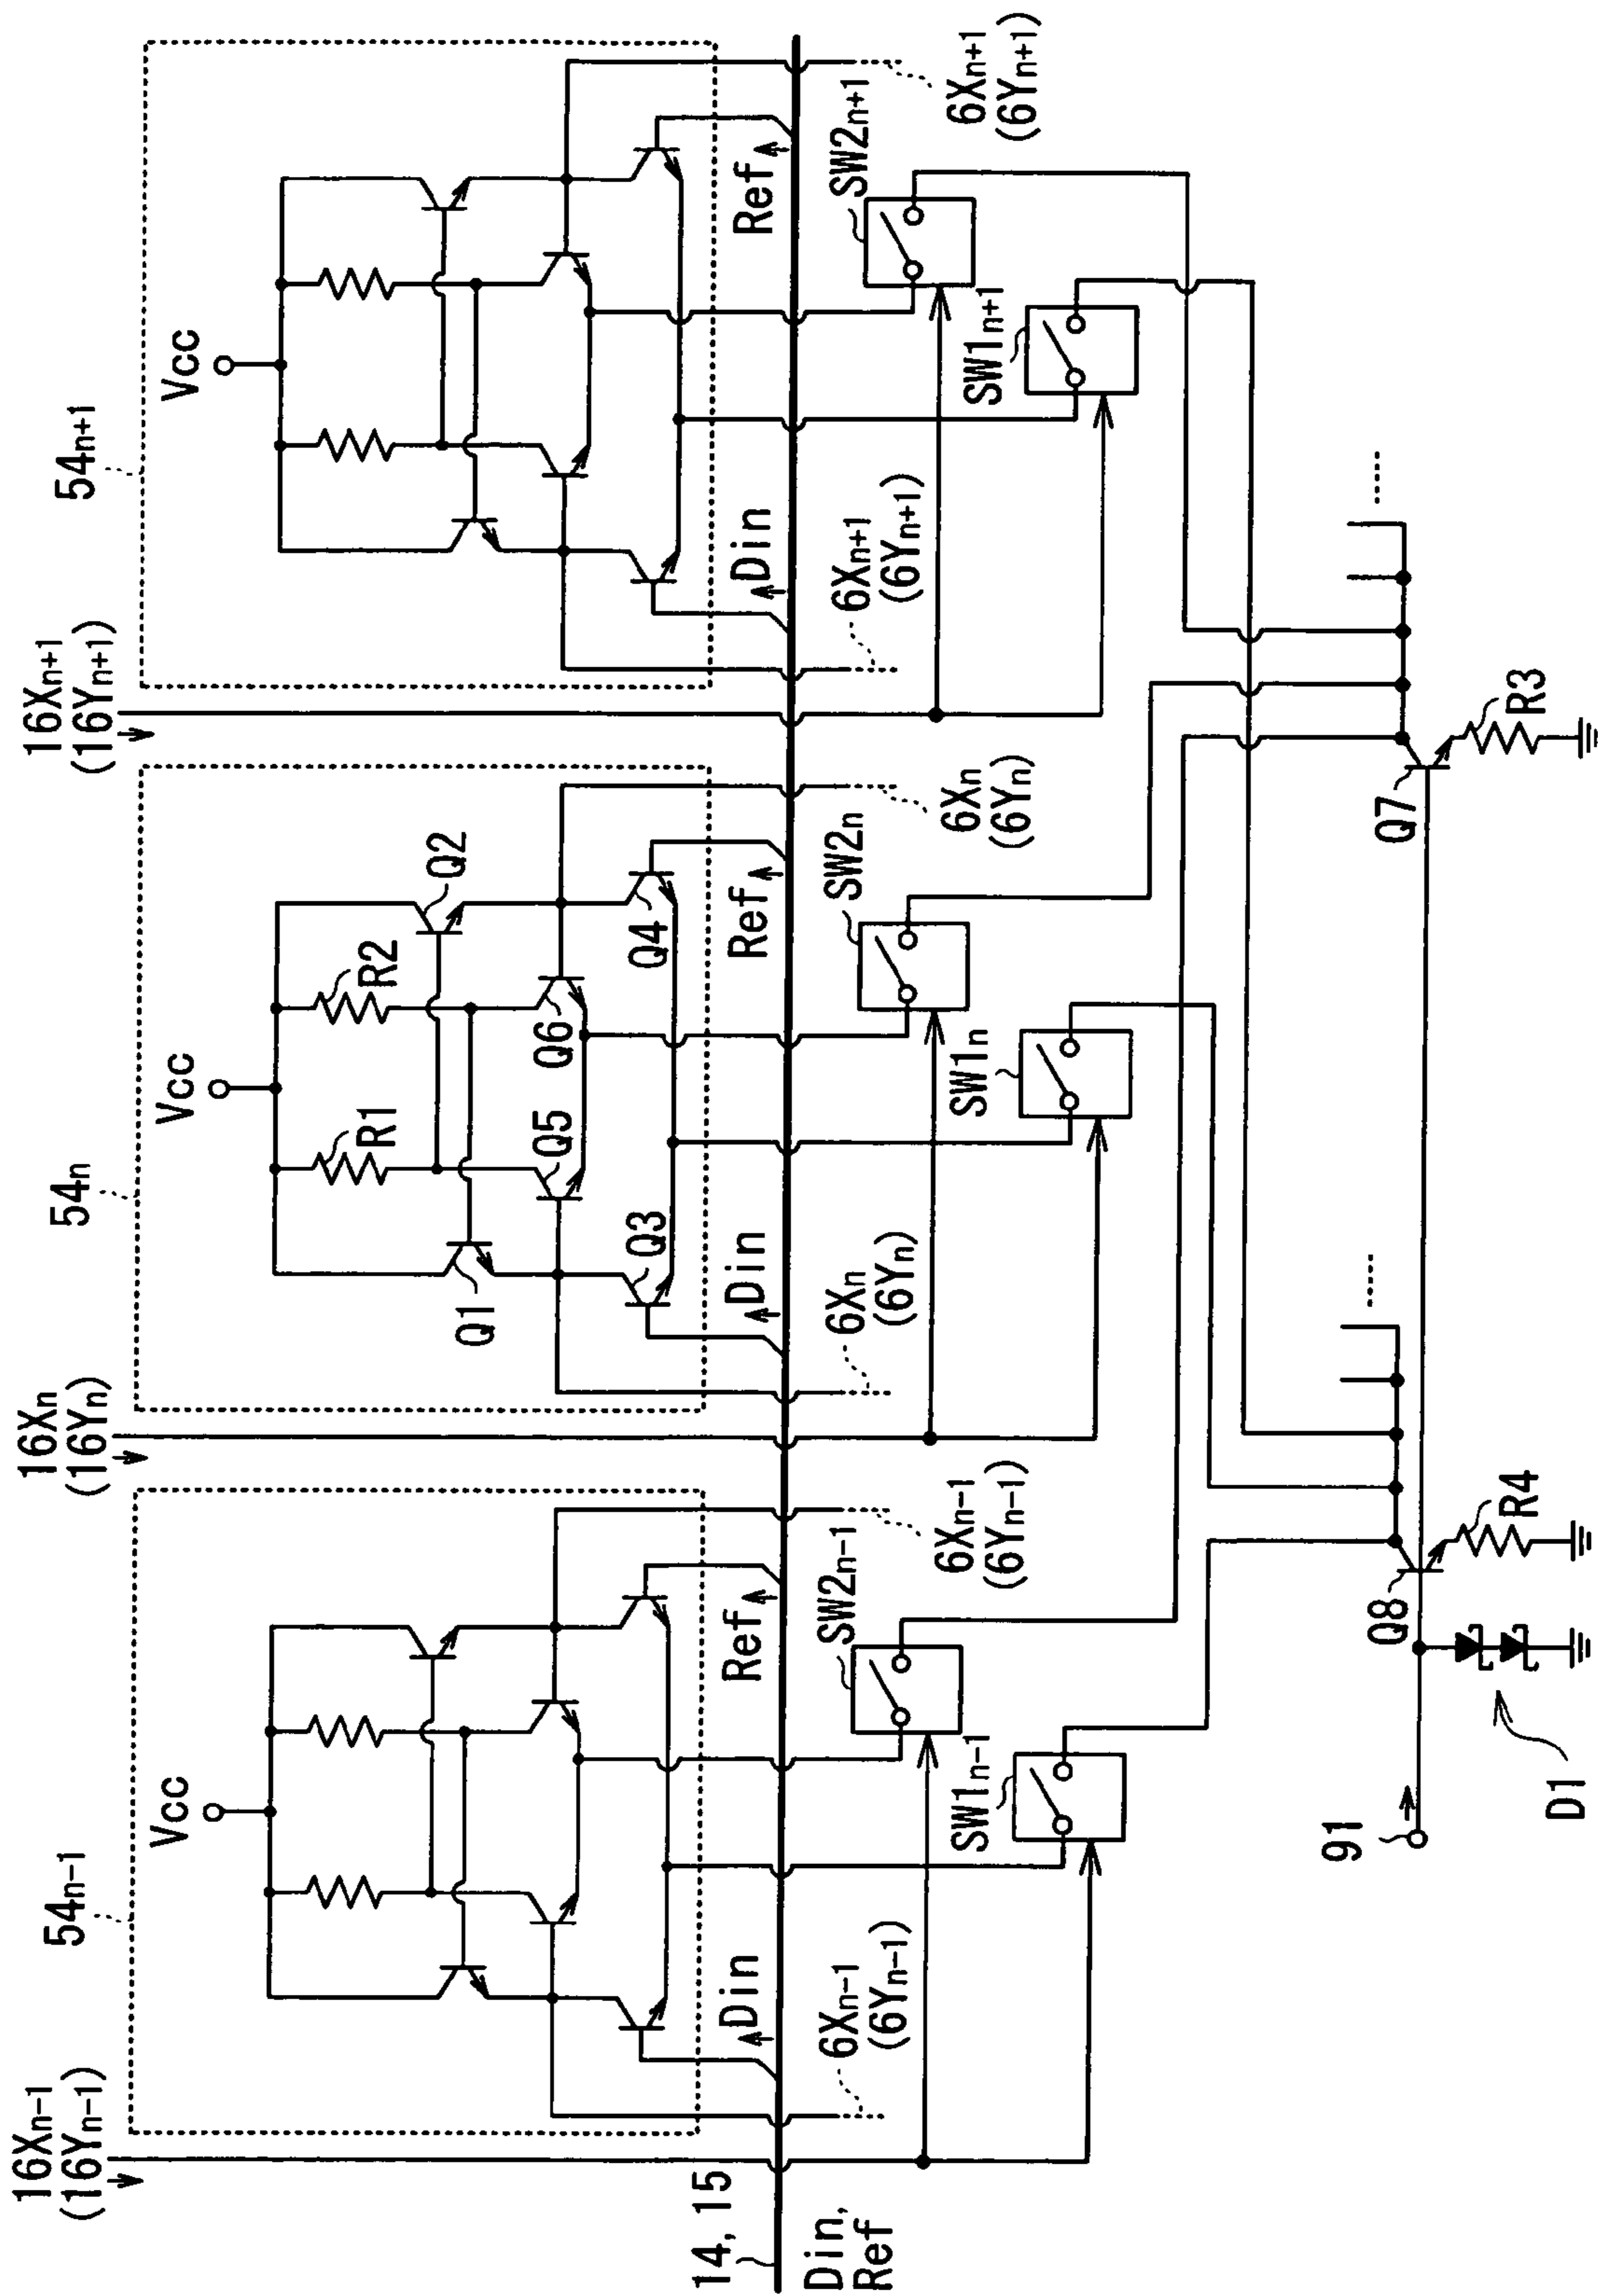 16Xn-1
(16Yn-1)
54n-1
Vcc
16Xn
(16Yn)
54n
Vcc
R1
R2
Q1
Q2
Q5
Q6
Q3
Q4
16Xn+1
(16Yn+1)
54n+1
Vcc
14, 15
Din,
Ref
Din
Ref
Din
Ref
Din
Ref
6Xn-1
(6Yn-1)
6Xn-1
(6Yn-1)
6Xn
(6Yn)
6Xn
(6Yn)
6Xn+1
(6Yn+1)
6Xn+1
(6Yn+1)
SW2n-1
SW1n-1
SW2n
SW1n
SW2n+1
SW1n+1
91
D1
Q8
R4
Q7
R3